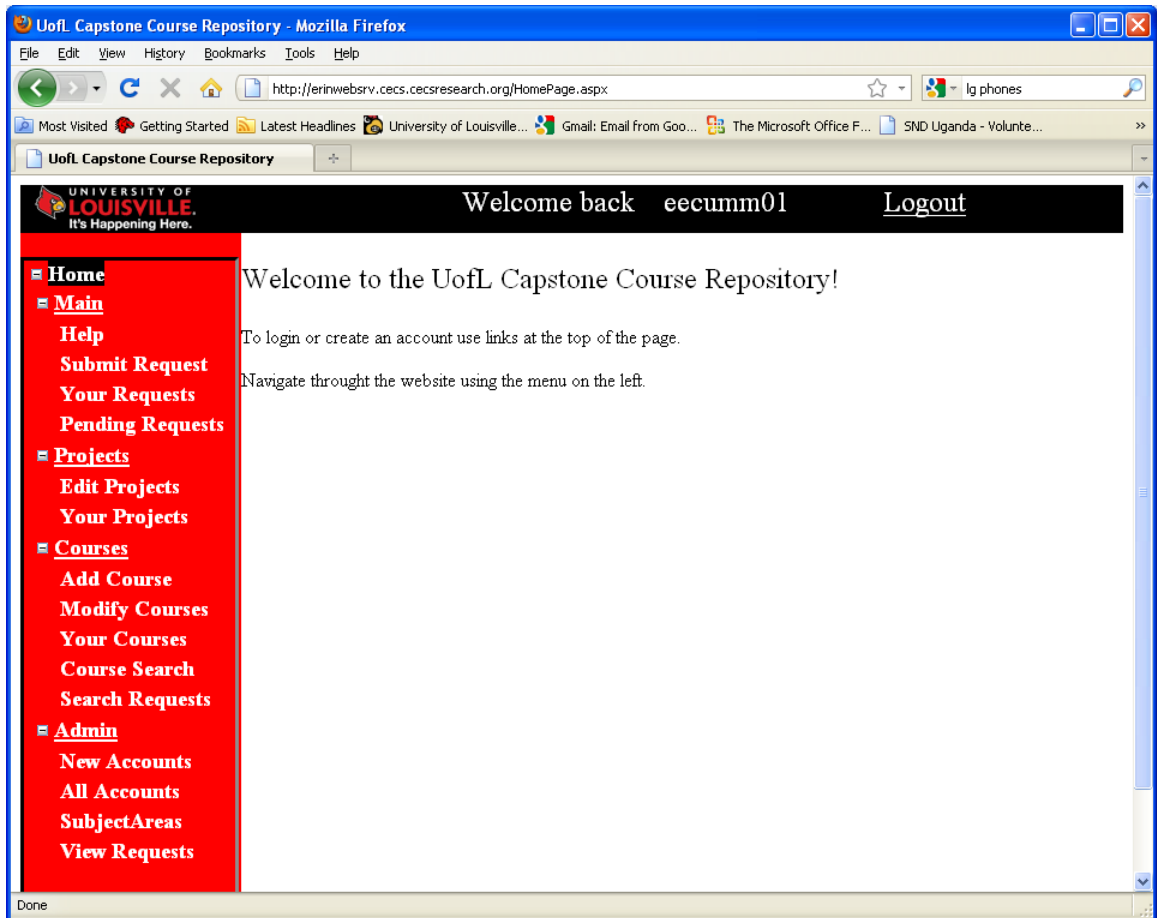 UofL Capstone Course Repository - Mozilla Firefox
File Edit View History Bookmarks Tools Help
http://erinwebsrv.cecs.cecsresearch.org/HomePage.aspx lg phones
Most Visited Getting Started Latest Headlines University of Louisville... Gmail: Email from Goo... The Microsoft Office F... SND Uganda - Volunte... »
UofL Capstone Course Repository
UNIVERSITY OF
LOUISVILLE.
It's Happening Here.
Welcome back eecumm01 Logout
Home
Main
Help
Submit Request
Your Requests
Pending Requests
Projects
Edit Projects
Your Projects
Courses
Add Course
Modify Courses
Your Courses
Course Search
Search Requests
Admin
New Accounts
All Accounts
SubjectAreas
View Requests
Welcome to the UofL Capstone Course Repository!
To login or create an account use links at the top of the page.
Navigate throught the website using the menu on the left.
Done